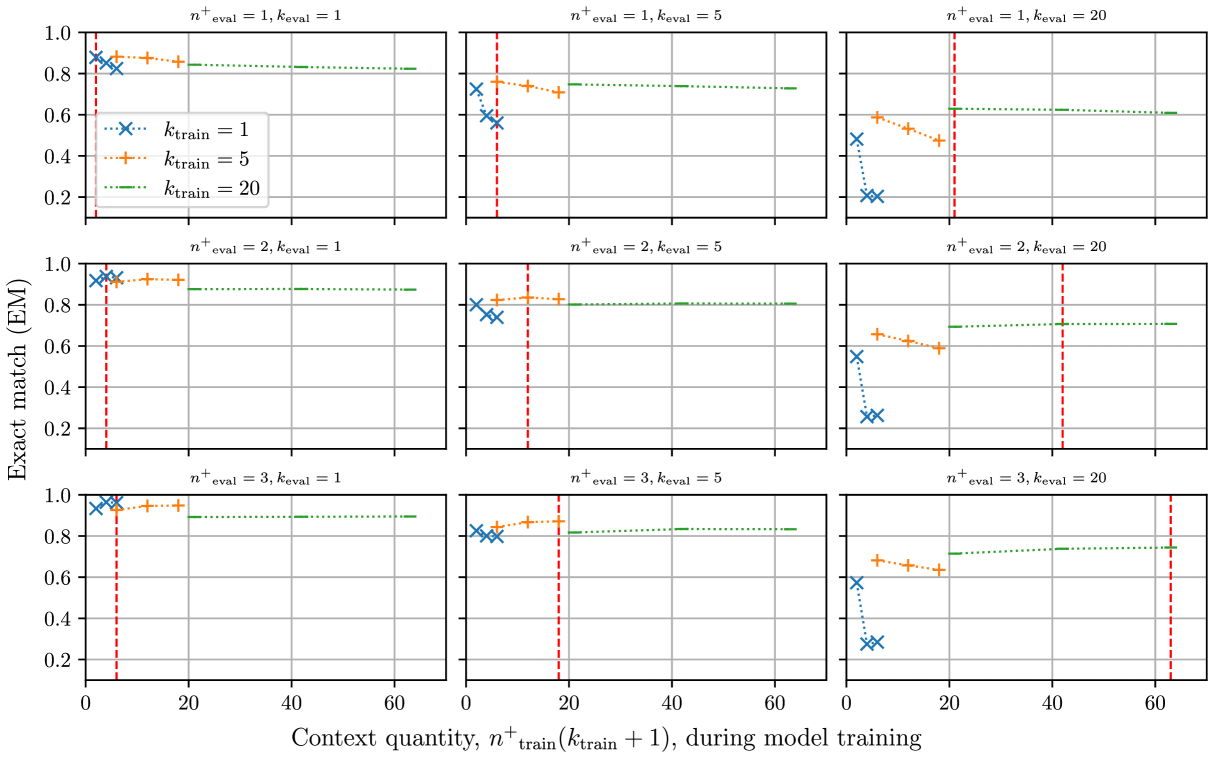 n⁺eval = 1, keval = 1
n⁺eval = 1, keval = 5
n⁺eval = 1, keval = 20
1.0
0.8
0.6
0.4
0.2
ktrain = 1
ktrain = 5
ktrain = 20
n⁺eval = 2, keval = 1
n⁺eval = 2, keval = 5
n⁺eval = 2, keval = 20
1.0
0.8
0.6
0.4
0.2
Exact match (EM)
n⁺eval = 3, keval = 1
n⁺eval = 3, keval = 5
n⁺eval = 3, keval = 20
1.0
0.8
0.6
0.4
0.2
0 20 40 60
0 20 40 60
0 20 40 60
Context quantity, n⁺train(ktrain + 1), during model training